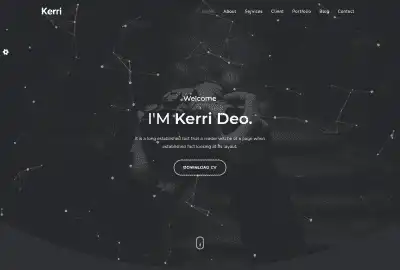 Kerri
Home About Services Client Portfolio Blog Contact
Welcome
I'M Kerri Deo.
It is a long established fact that a reader will be of a page when
established fact looking at its layout.
DOWNLOAD CV